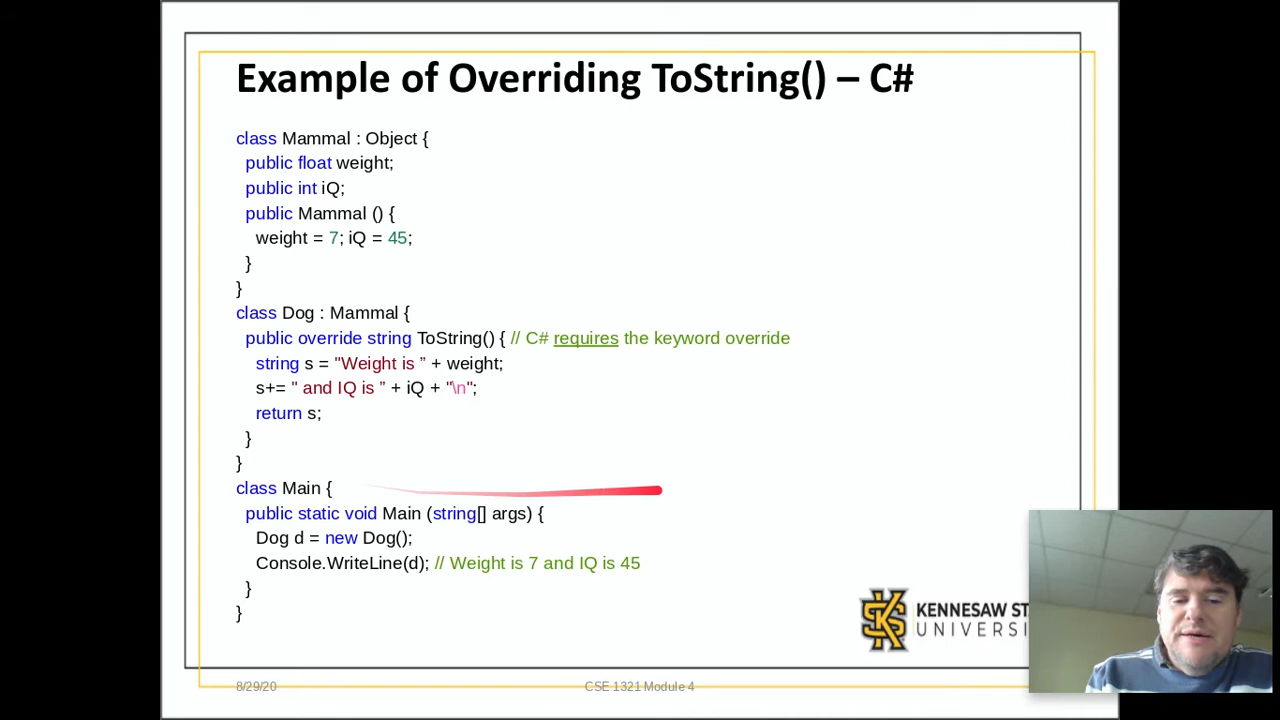 Example of Overriding ToString() – C#
class Mammal : Object {
public float weight;
public int iQ;
public Mammal () {
weight = 7; iQ = 45;
}
}
class Dog : Mammal {
public override string ToString() { // C# requires the keyword override
string s = "Weight is ” + weight;
s+= " and IQ is ” + iQ + "\n";
return s;
}
}
class Main {
public static void Main (string[] args) {
Dog d = new Dog();
Console.WriteLine(d); // Weight is 7 and IQ is 45
}
}
KENNESAW ST
UNIVERSI
8/29/20
CSE 1321 Module 4